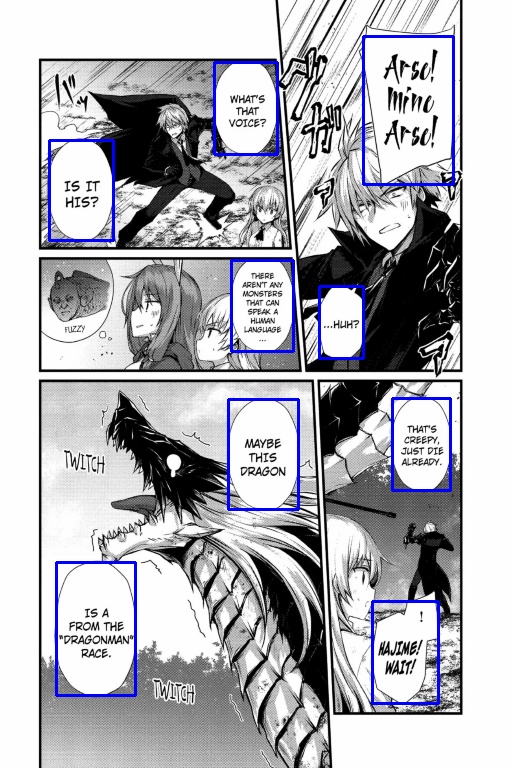 Arse!
mine
Arse!
...HUH?
WHAT'S
THAT
VOICE?
IS IT
HIS?
THERE
AREN'T ANY
MONSTERS
THAT CAN
SPEAK A
HUMAN
LANGUAGE
...
FUZZY
THAT'S
CREEPY,
JUST DIE
ALREADY.
!
HAJIME!
WAIT!
MAYBE
THIS
DRAGON
TWITCH
IS A
FROM THE
"DRAGONMAN"
RACE.
TWITCH